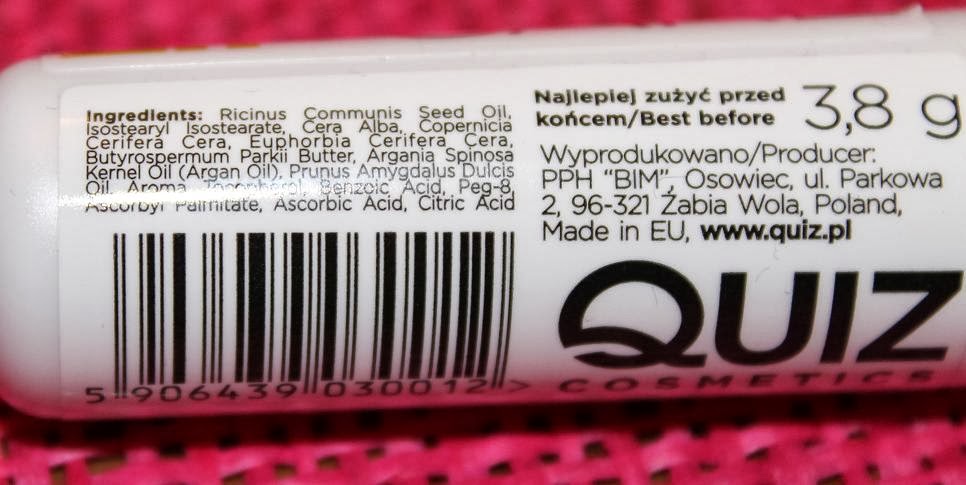 Ingredients: Ricinus Communis Seed Oil,
Isostearyl Isostearate, Cera Alba, Copernicia
Cerifera Cera, Euphorbia Cerifera Cera,
Butyrospermum Parkii Butter, Argania Spinosa
Kernel Oil (Argan Oil), Prunus Amygdalus Dulcis
Oil, Aroma, Tocopherol, Benzoic Acid, Peg-8,
Ascorbyl Palmitate, Ascorbic Acid, Citric Acid
5 906439 030012 >
Najlepiej zużyć przed
końcem/Best before
3,8 g
Wyprodukowano/Producer:
PPH “BIM”, Osowiec, ul. Parkowa
2, 96-321 Żabia Wola, Poland,
Made in EU, www.quiz.pl
QUIZ
COSMETICS